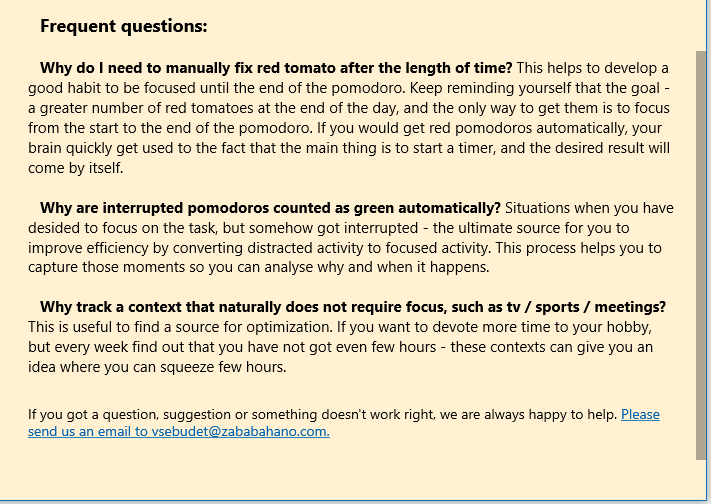 Frequent questions:
Why do I need to manually fix red tomato after the length of time? This helps to develop a
good habit to be focused until the end of the pomodoro. Keep reminding yourself that the goal -
a greater number of red tomatoes at the end of the day, and the only way to get them is to focus
from the start to the end of the pomodoro. If you would get red pomodoros automatically, your
brain quickly get used to the fact that the main thing is to start a timer, and the desired result will
come by itself.
Why are interrupted pomodoros counted as green automatically? Situations when you have
desided to focus on the task, but somehow got interrupted - the ultimate source for you to
improve efficiency by converting distracted activity to focused activity. This process helps you to
capture those moments so you can analyse why and when it happens.
Why track a context that naturally does not require focus, such as tv / sports / meetings?
This is useful to find a source for optimization. If you want to devote more time to your hobby,
but every week find out that you have not got even few hours - these contexts can give you an
idea where you can squeeze few hours.
If you got a question, suggestion or something doesn't work right, we are always happy to help. Please
send us an email to vsebudet@zababahano.com.